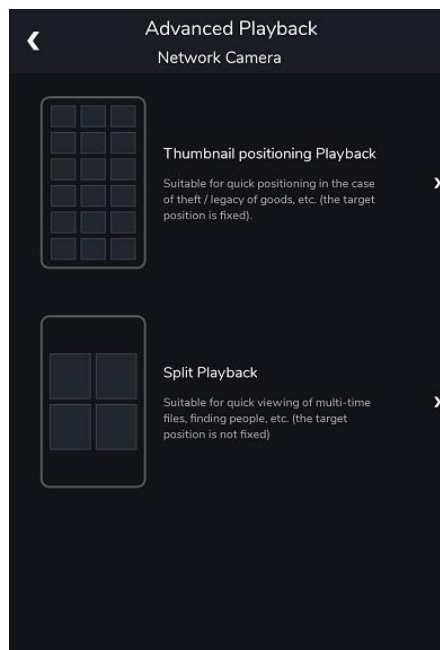 Advanced Playback
Network Camera
Thumbnail positioning Playback
Suitable for quick positioning in the case
of theft / legacy of goods, etc. (the target
position is fixed).
Split Playback
Suitable for quick viewing of multi-time
files, finding people, etc. (the target
position is not fixed)